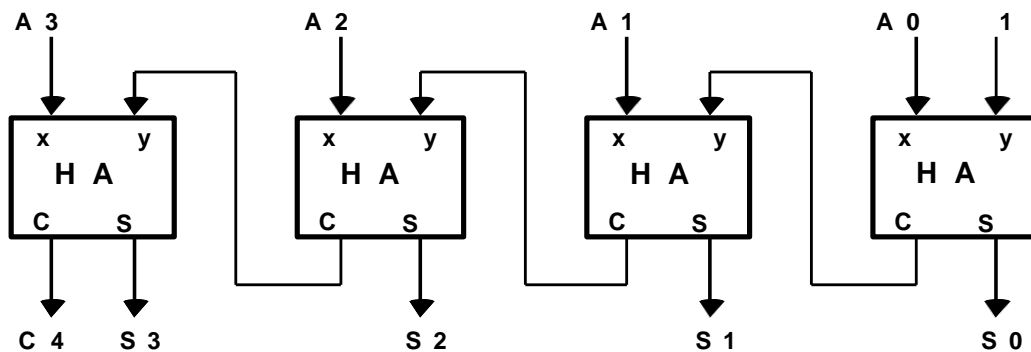 A 3 A 2 A 1 A 0 1
x y x y x y x y
H A H A H A H A
C S C S C S C S
C 4 S 3 S 2 S 1 S 0